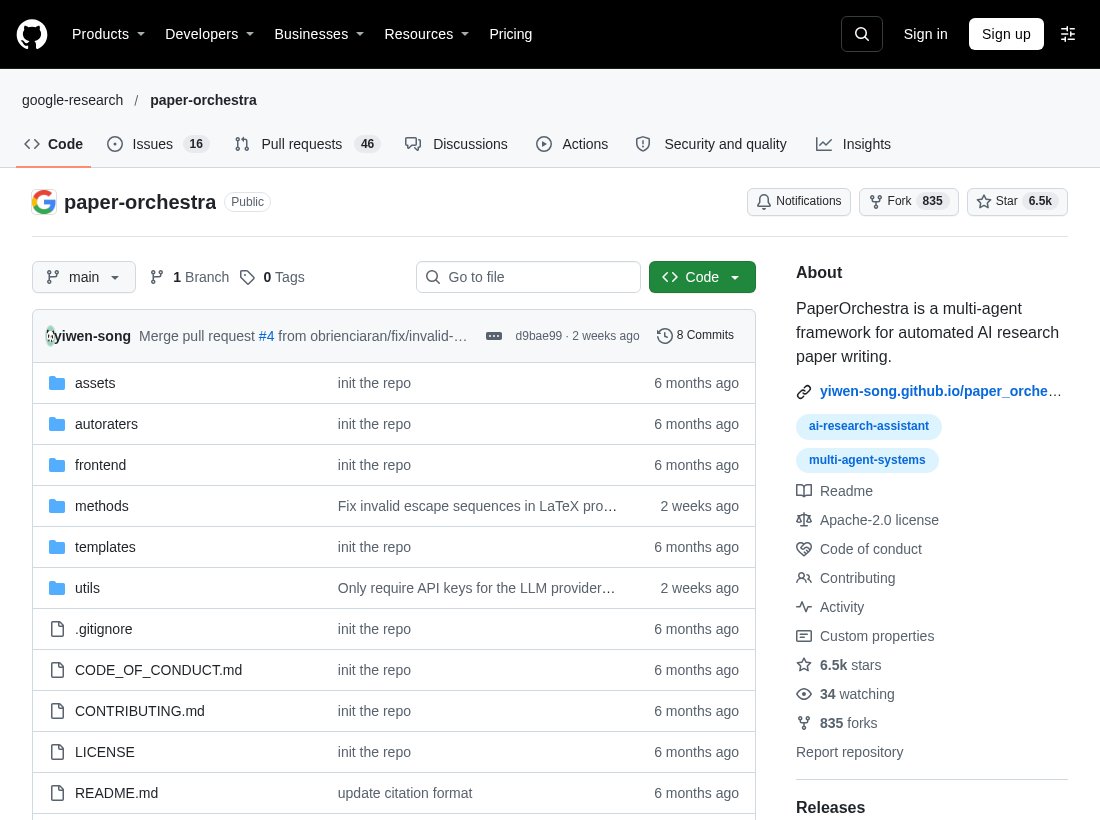 Products Developers Businesses Resources Pricing Sign in Sign up
google-research / paper-orchestra
Code Issues 16 Pull requests 46 Discussions Actions Security and quality Insights
paper-orchestra Public Notifications Fork 835 Star 6.5k
main 1 Branch 0 Tags Go to file Code
yiwen-song Merge pull request #4 from obrienciaran/fix/invalid-… d9bae99 · 2 weeks ago 8 Commits
assets init the repo 6 months ago
autoraters init the repo 6 months ago
frontend init the repo 6 months ago
methods Fix invalid escape sequences in LaTeX pro… 2 weeks ago
templates init the repo 6 months ago
utils Only require API keys for the LLM provider… 2 weeks ago
.gitignore init the repo 6 months ago
CODE_OF_CONDUCT.md init the repo 6 months ago
CONTRIBUTING.md init the repo 6 months ago
LICENSE init the repo 6 months ago
README.md update citation format 6 months ago
About
PaperOrchestra is a multi-agent
framework for automated AI research
paper writing.
yiwen-song.github.io/paper_orche…
ai-research-assistant
multi-agent-systems
Readme
Apache-2.0 license
Code of conduct
Contributing
Activity
Custom properties
6.5k stars
34 watching
835 forks
Report repository
Releases